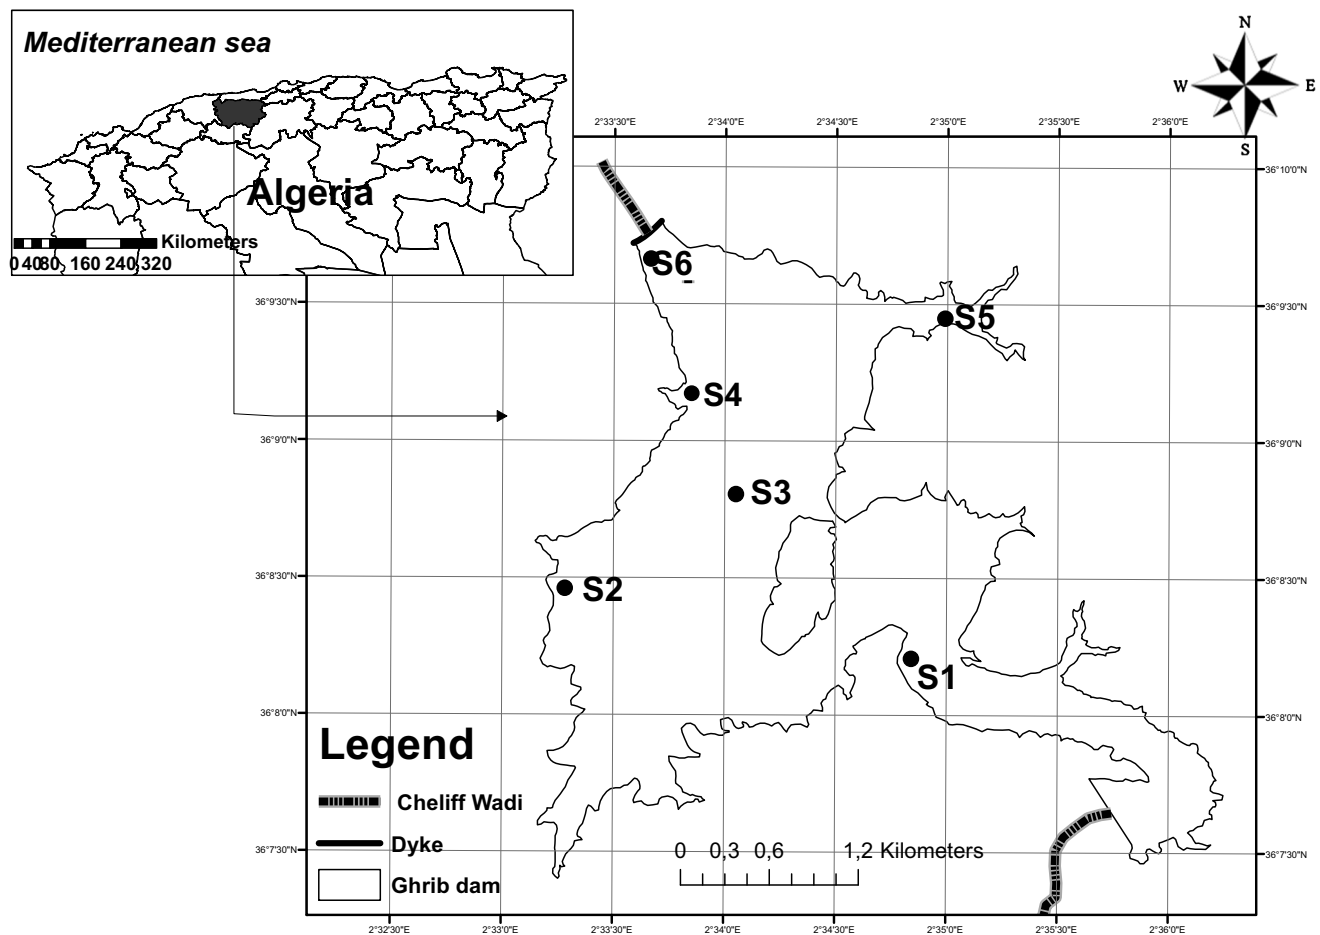 Mediterranean sea
Algeria
Kilometers
0 40 80 160 240 320
N
W
E
S
2°33'30"E 2°34'0"E 2°34'30"E 2°35'0"E 2°35'30"E 2°36'0"E
36°10'0"N
S6
36°9'30"N
36°9'30"N
S5
S4
36°9'0"N
36°9'0"N
S3
36°8'30"N
36°8'30"N
S2
S1
36°8'0"N
36°8'0"N
Legend
Cheliff Wadi
Dyke
Ghrib dam
0 0,3 0,6 1,2 Kilometers
36°7'30"N
36°7'30"N
2°32'30"E 2°33'0"E 2°33'30"E 2°34'0"E 2°34'30"E 2°35'0"E 2°35'30"E 2°36'0"E